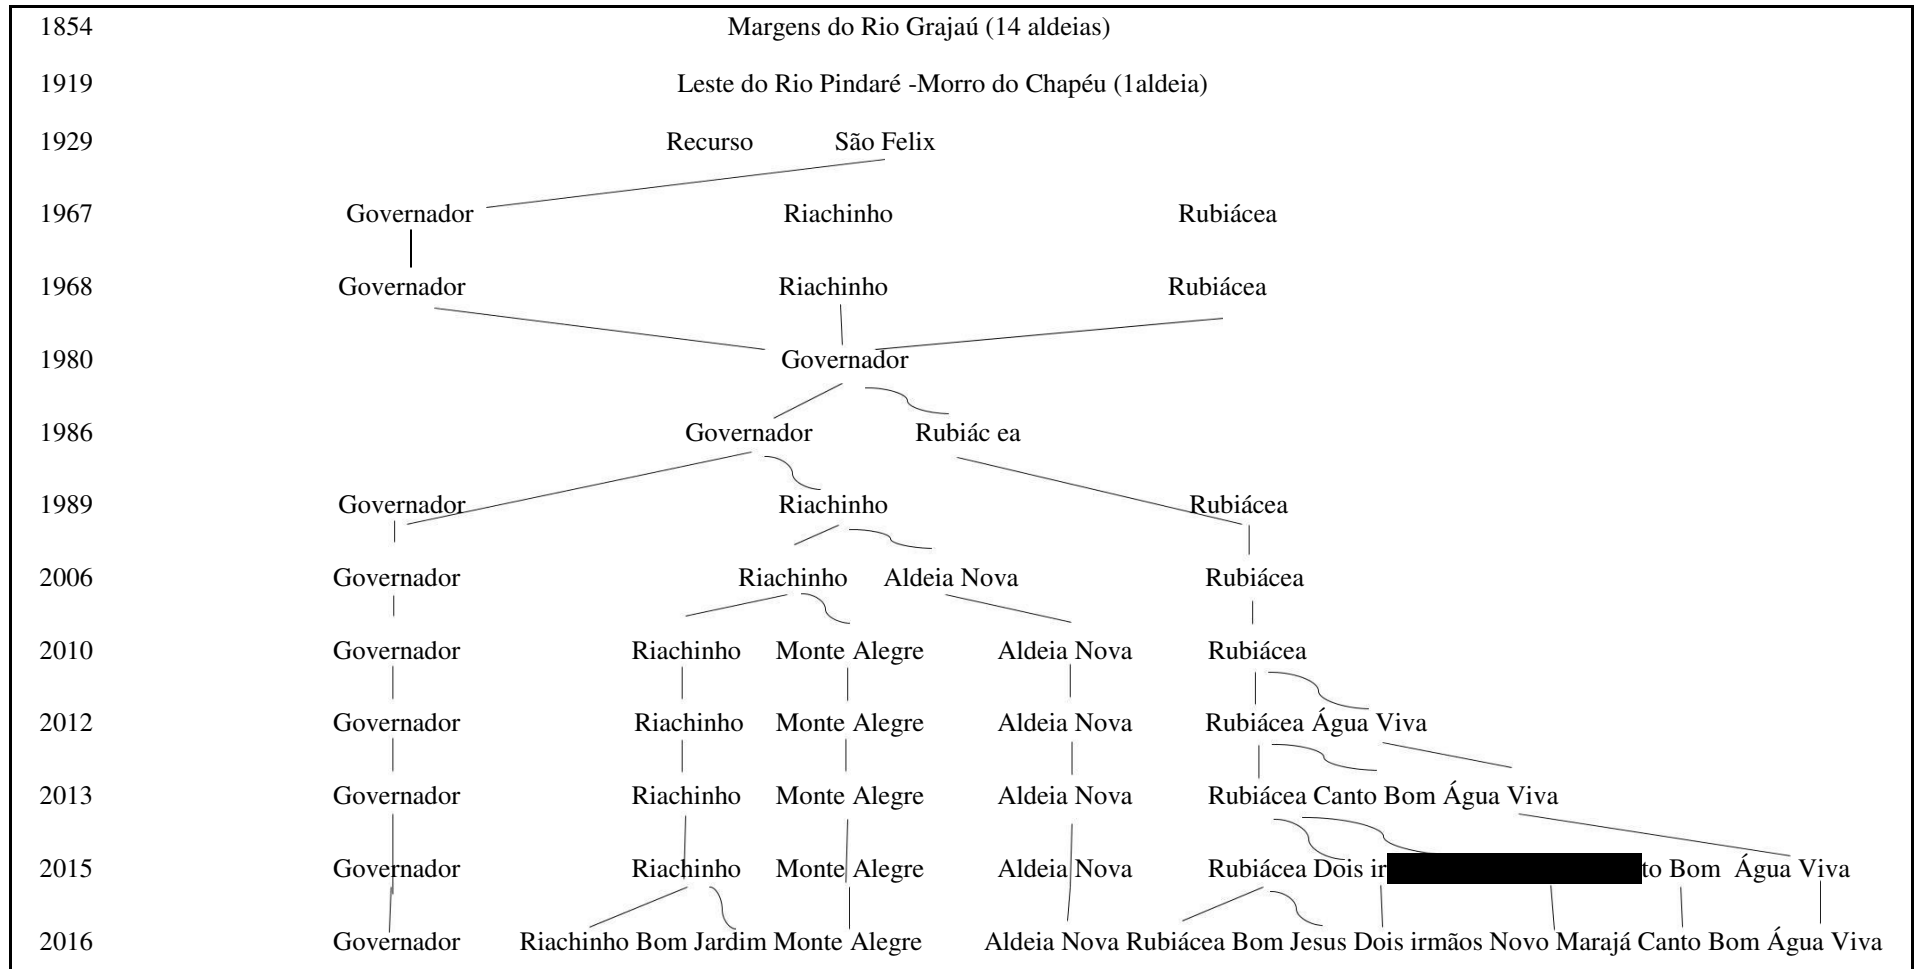 1854 Margens do Rio Grajaú (14 aldeias)
1919 Leste do Rio Pindaré -Morro do Chapéu (1aldeia)
1929 Recurso São Felix
1967 Governador Riachinho Rubiácea
1968 Governador Riachinho Rubiácea
1980 Governador
1986 Governador Rubiác ea
1989 Governador Riachinho Rubiácea
2006 Governador Riachinho Aldeia Nova Rubiácea
2010 Governador Riachinho Monte Alegre Aldeia Nova Rubiácea
2012 Governador Riachinho Monte Alegre Aldeia Nova Rubiácea Água Viva
2013 Governador Riachinho Monte Alegre Aldeia Nova Rubiácea Canto Bom Água Viva
2015 Governador Riachinho Monte Alegre Aldeia Nova Rubiácea Dois Bom Água Viva
2016 Governador Riachinho Bom Jardim Monte Alegre Aldeia Nova Rubiácea Bom Jesus Dois irmãos Novo Marajá Canto Bom Água Viva